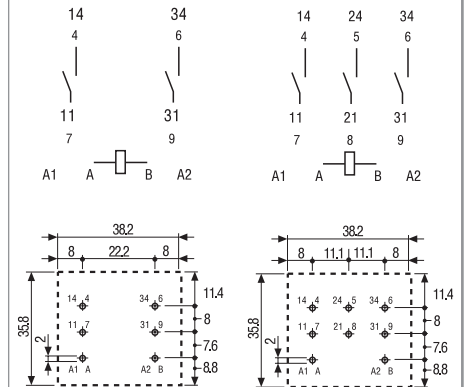 14 34
4 6
11 31
7 9
A1 A B A2
38.2
8 22.2 8
35.8
2
14 4 34 6
11 7 31 9
A1 A A2 B
11.4
8
7.6
8.8
14 24 34
4 5 6
11 21 31
7 8 9
A1 A B A2
38.2
8 11.1 11.1 8
35.8
2
14 4 24 5 34 6
11 7 21 8 31 9
A1 A A2 B
11.4
8
7.6
8.8